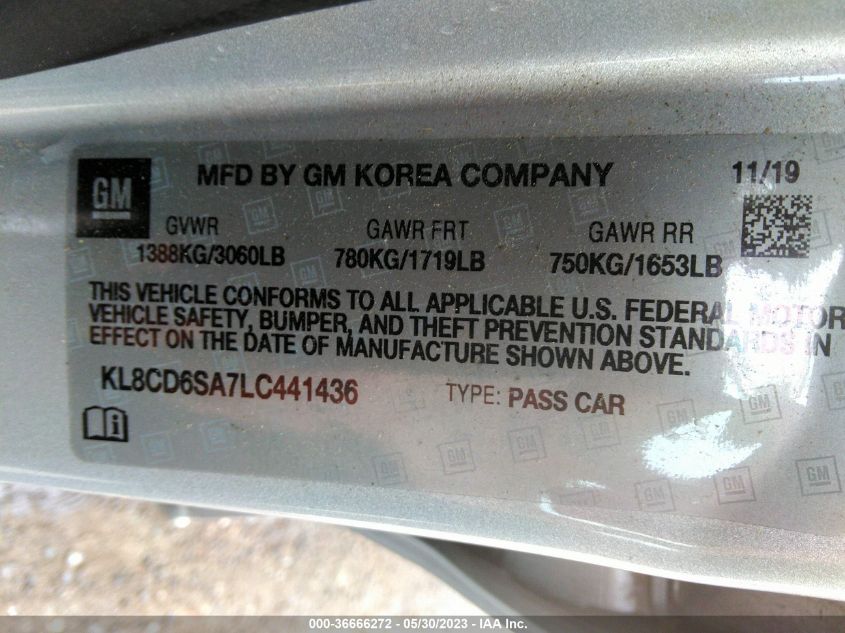 GM MFD BY GM KOREA COMPANY 11/19
GVWR GAWR FRT GAWR RR
1388KG/3060LB 780KG/1719LB 750KG/1653LB
THIS VEHICLE CONFORMS TO ALL APPLICABLE U.S. FEDERAL MOTOR
VEHICLE SAFETY, BUMPER, AND THEFT PREVENTION STANDARDS IN
EFFECT ON THE DATE OF MANUFACTURE SHOWN ABOVE.
KL8CD6SA7LC441436 TYPE: PASS CAR
000-36666272 — 05/30/2023 — IAA Inc.